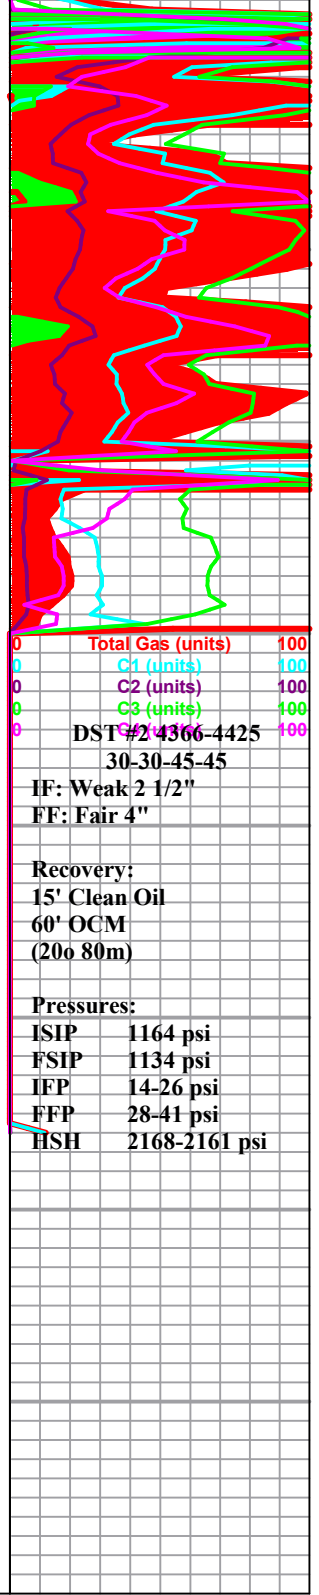 0 Total Gas (units) 100
0 C1 (units) 100
0 C2 (units) 100
0 C3 (units) 100
0 C4 (units) 100
DST #2 4366-4425
30-30-45-45
IF: Weak 2 1/2"
FF: Fair 4"
Recovery:
15' Clean Oil
60' OCM
(20o 80m)
Pressures:
ISIP 1164 psi
FSIP 1134 psi
IFP 14-26 psi
FFP 28-41 psi
HSH 2168-2161 psi